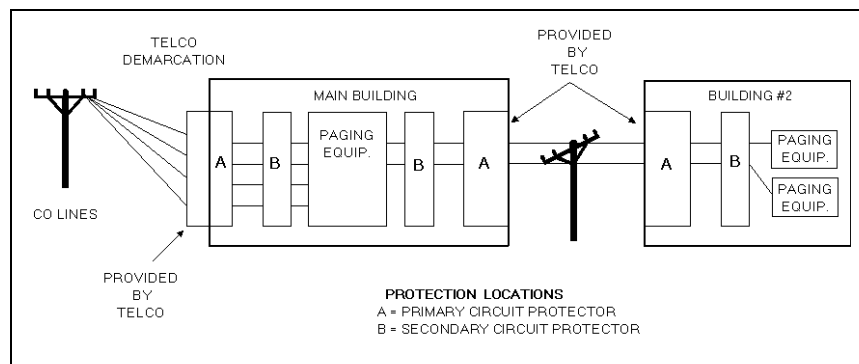 TELCO
DEMARCATION
PROVIDED
BY
TELCO
MAIN BUILDING
BUILDING #2
A
B
PAGING
EQUIP.
B
A
A
B
PAGING
EQUIP.
PAGING
EQUIP.
CO LINES
PROVIDED
BY
TELCO
PROTECTION LOCATIONS
A = PRIMARY CIRCUIT PROTECTOR
B = SECONDARY CIRCUIT PROTECTOR